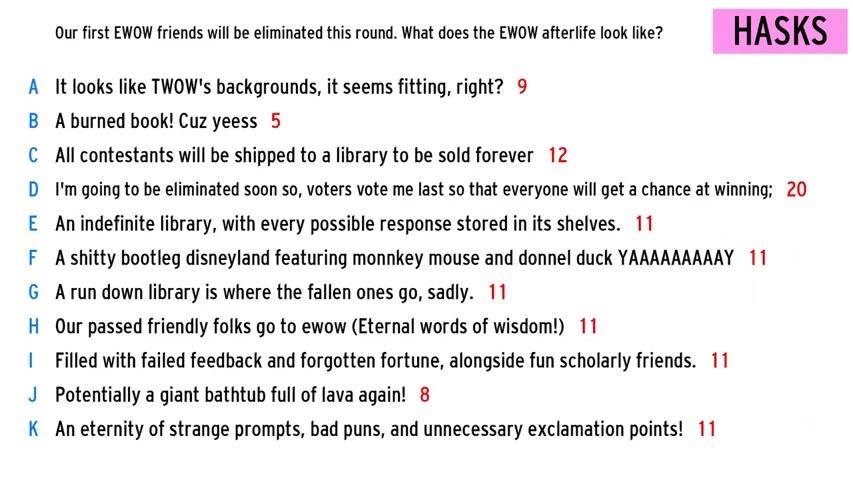 Our first EWOW friends will be eliminated this round. What does the EWOW afterlife look like?
HASKS
A It looks like TWOW's backgrounds, it seems fitting, right? 9
B A burned book! Cuz yeess 5
C All contestants will be shipped to a library to be sold forever 12
D I'm going to be eliminated soon so, voters vote me last so that everyone will get a chance at winning; 20
E An indefinite library, with every possible response stored in its shelves. 11
F A shitty bootleg disneyland featuring monnkey mouse and donnel duck YAAAAAAAAAY 11
G A run down library is where the fallen ones go, sadly. 11
H Our passed friendly folks go to ewow (Eternal words of wisdom!) 11
I Filled with failed feedback and forgotten fortune, alongside fun scholarly friends. 11
J Potentially a giant bathtub full of lava again! 8
K An eternity of strange prompts, bad puns, and unnecessary exclamation points! 11